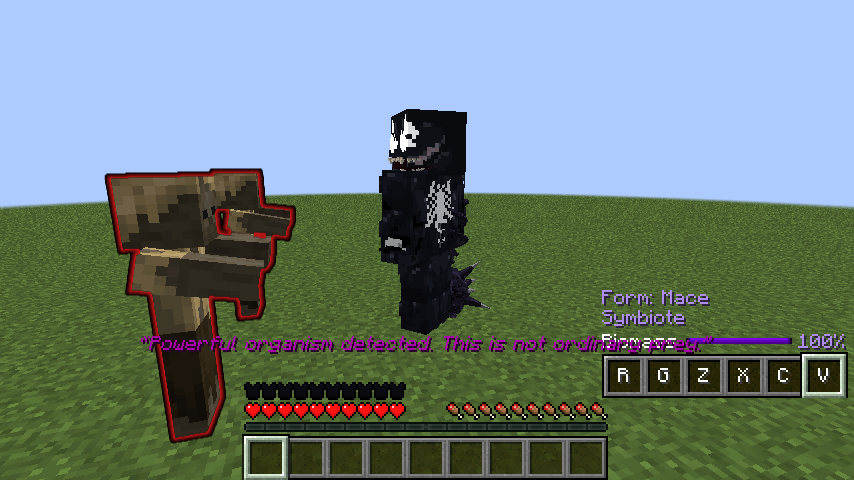 Form: Mace
Symbiote
"Powerful organism detected. This is not ordinary prey."
100%
R G Z X C V